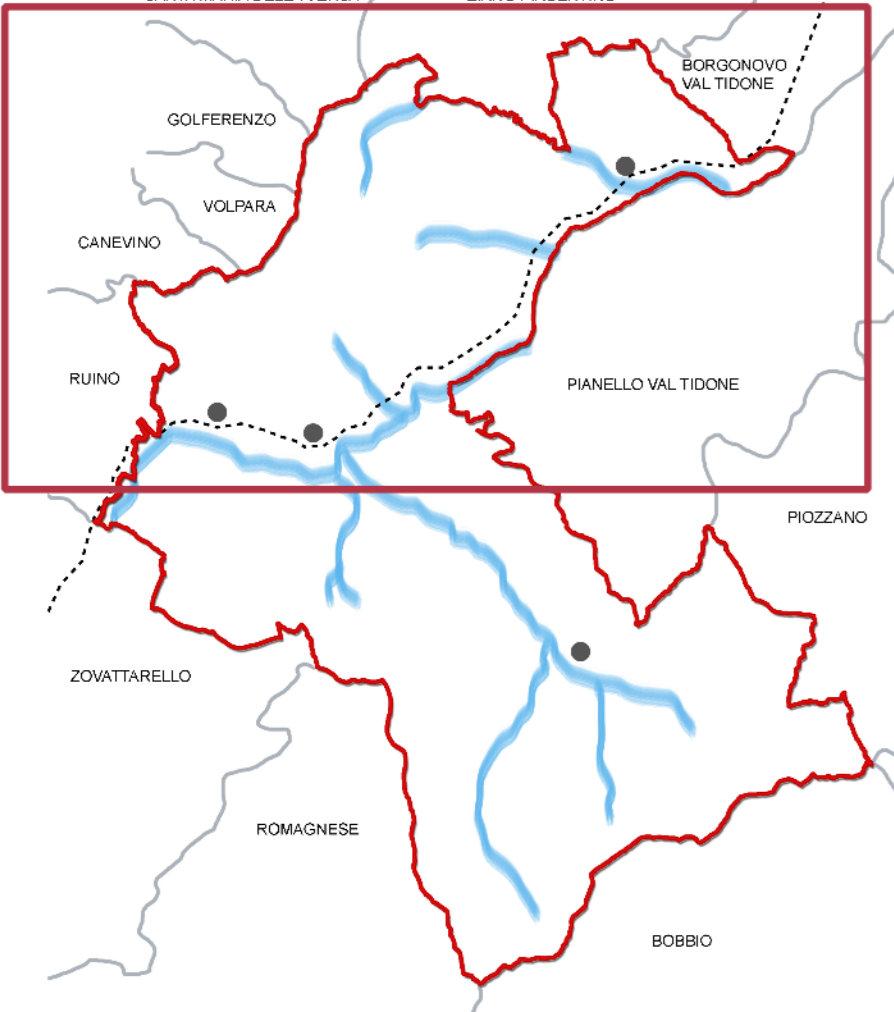 BORGONOVO
VAL TIDONE
GOLFERENZO
VOLPARA
CANEVINO
RUINO
PIANELLO VAL TIDONE
PIOZZANO
ZOVATTARELLO
ROMAGNESE
BOBBIO